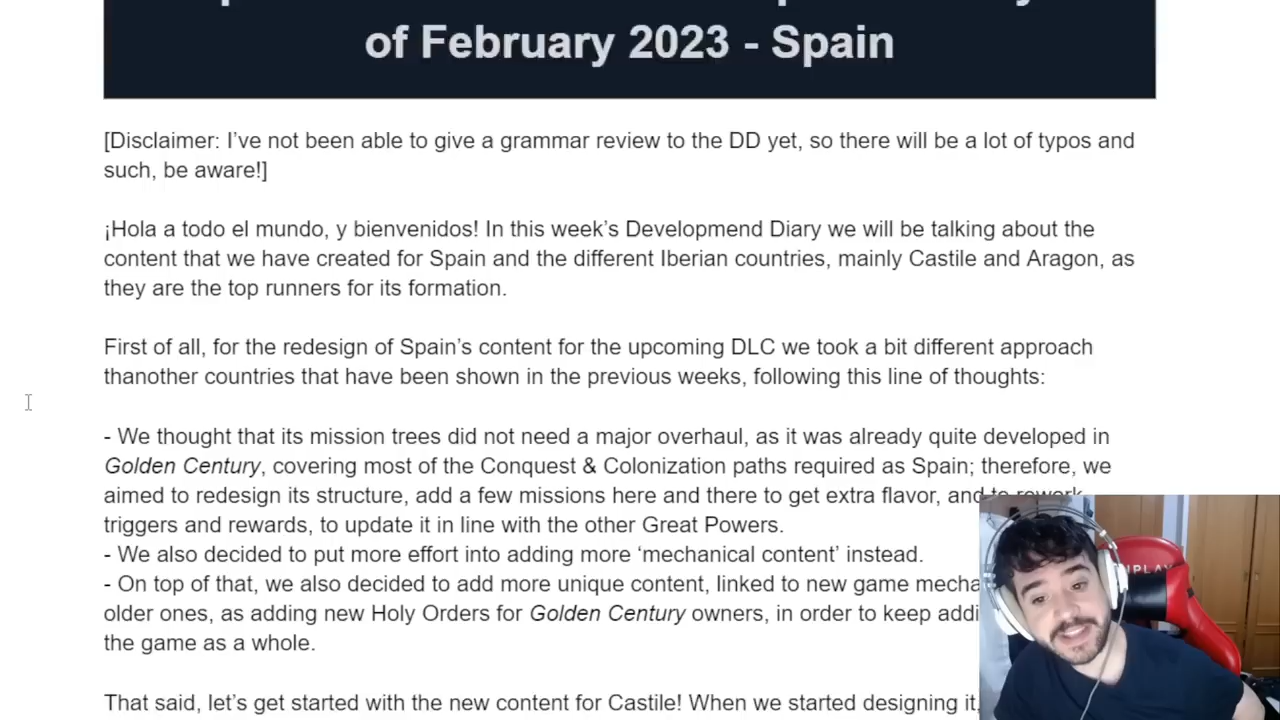 of February 2023 - Spain
[Disclaimer: I’ve not been able to give a grammar review to the DD yet, so there will be a lot of typos and
such, be aware!]
¡Hola a todo el mundo, y bienvenidos! In this week’s Developmend Diary we will be talking about the
content that we have created for Spain and the different Iberian countries, mainly Castile and Aragon, as
they are the top runners for its formation.
First of all, for the redesign of Spain’s content for the upcoming DLC we took a bit different approach
thanother countries that have been shown in the previous weeks, following this line of thoughts:
- We thought that its mission trees did not need a major overhaul, as it was already quite developed in
Golden Century, covering most of the Conquest & Colonization paths required as Spain; therefore, we
aimed to redesign its structure, add a few missions here and there to get extra flavor, and to rework
triggers and rewards, to update it in line with the other Great Powers.
- We also decided to put more effort into adding more ‘mechanical content’ instead.
- On top of that, we also decided to add more unique content, linked to new game mecha
older ones, as adding new Holy Orders for Golden Century owners, in order to keep addi
the game as a whole.
That said, let’s get started with the new content for Castile! When we started designing it,